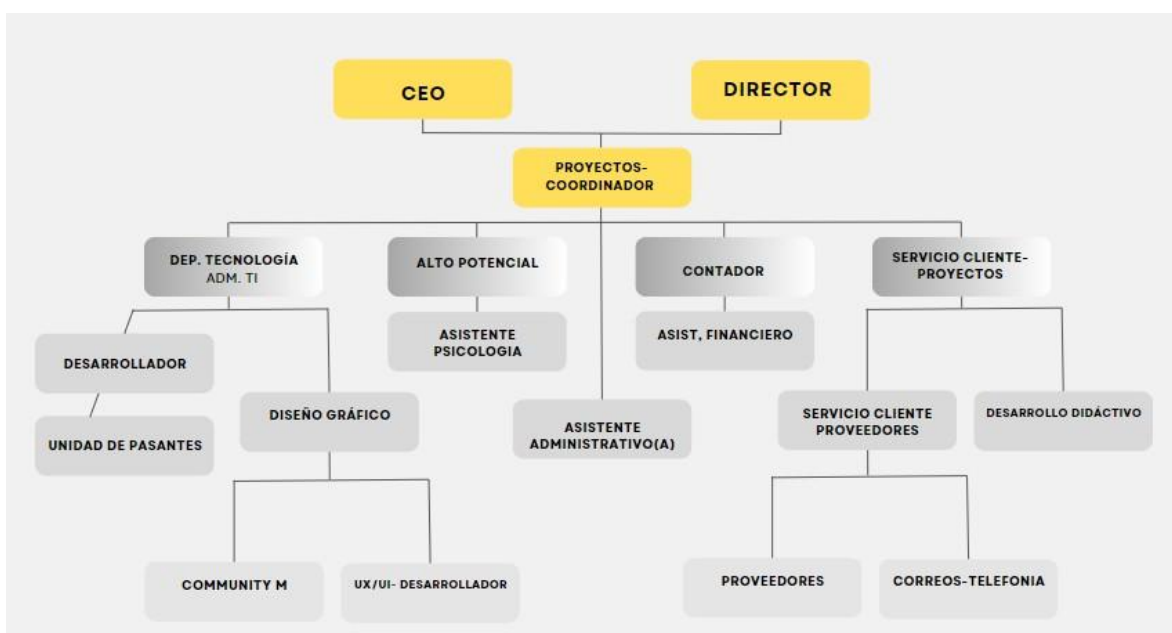 CEO
DIRECTOR
PROYECTOS-
COORDINADOR
DEP. TECNOLOGÍA
ADM. TI
ALTO POTENCIAL
CONTADOR
SERVICIO CLIENTE-
PROYECTOS
ASISTENTE
PSICOLOGIA
ASIST, FINANCIERO
DESARROLLADOR
DISEÑO GRÁFICO
ASISTENTE
ADMINISTRATIVO(A)
SERVICIO CLIENTE
PROVEEDORES
DESARROLLO DIDÁCTIVO
UNIDAD DE PASANTES
COMMUNITY M
UX/UI- DESARROLLADOR
PROVEEDORES
CORREOS-TELEFONIA